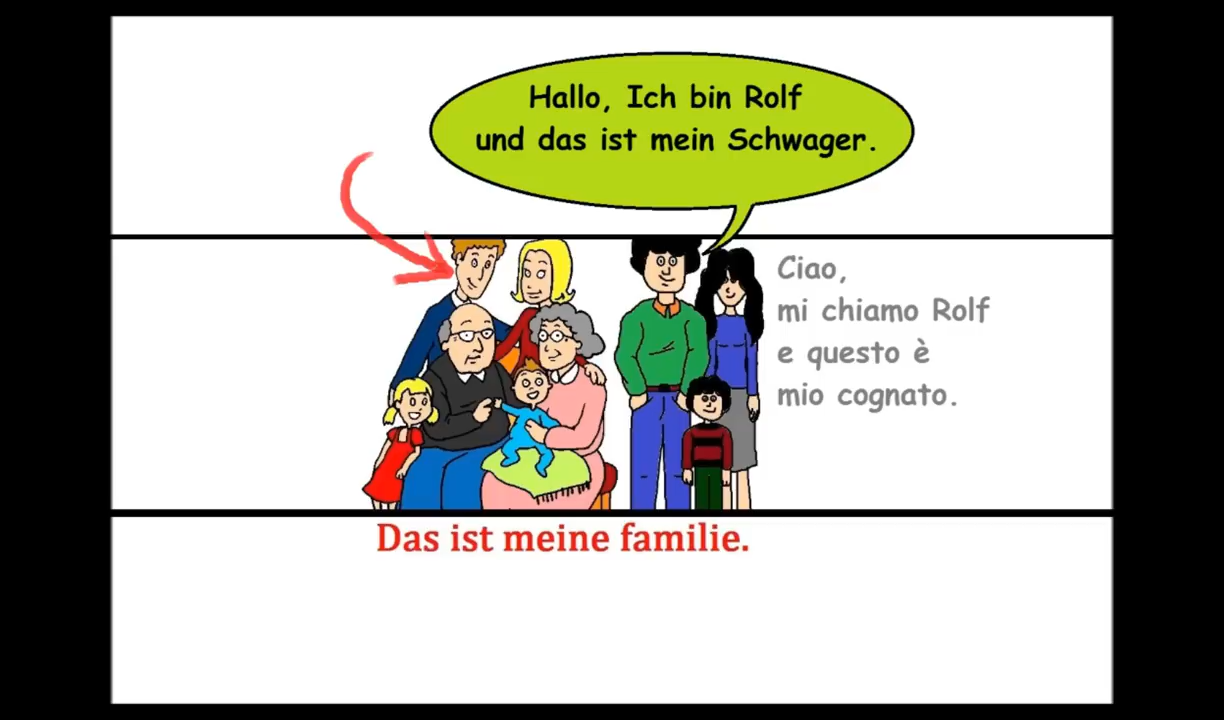 Hallo, Ich bin Rolf
und das ist mein Schwager.
Ciao,
mi chiamo Rolf
e questo è
mio cognato.
Das ist meine familie.